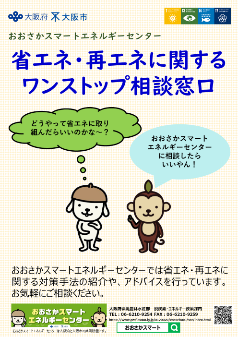 大阪府 大阪市
おおさかスマートエネルギーセンター
省エネ・再エネに関する
ワンストップ相談窓口
どうやって省エネに取り
組んだらいいのかな〜?
おおさかスマート
エネルギーセンター
に相談したら
いいやん!
おおさかスマートエネルギーセンターでは省エネ・再エネに
関する対策手法の紹介や、アドバイスを行っています。
お気軽にご相談ください。
おおさかスマート
エネルギーセンター
TEL:06-6210-9254 FAX:06-6210-9259
おおさかスマート